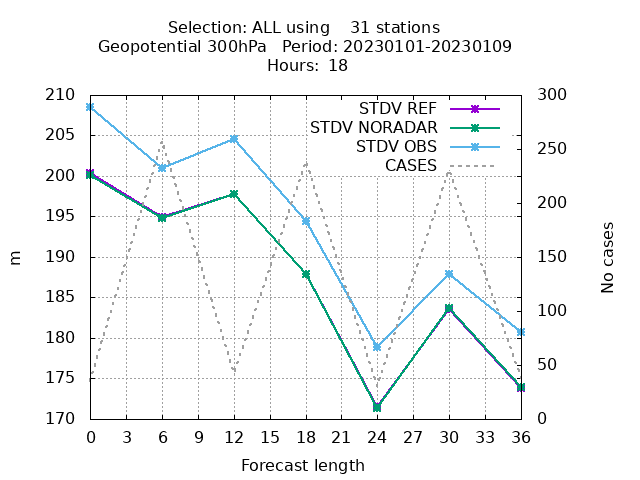 Selection: ALL using    31 stations
Geopotential 300hPa   Period: 20230101-20230109
Hours:  18
210
205
200
195
190
185
180
175
170
m
300
250
200
150
100
50
0
No cases
STDV REF
STDV NORADAR
STDV OBS
CASES
0 3 6 9 12 15 18 21 24 27 30 33 36
Forecast length